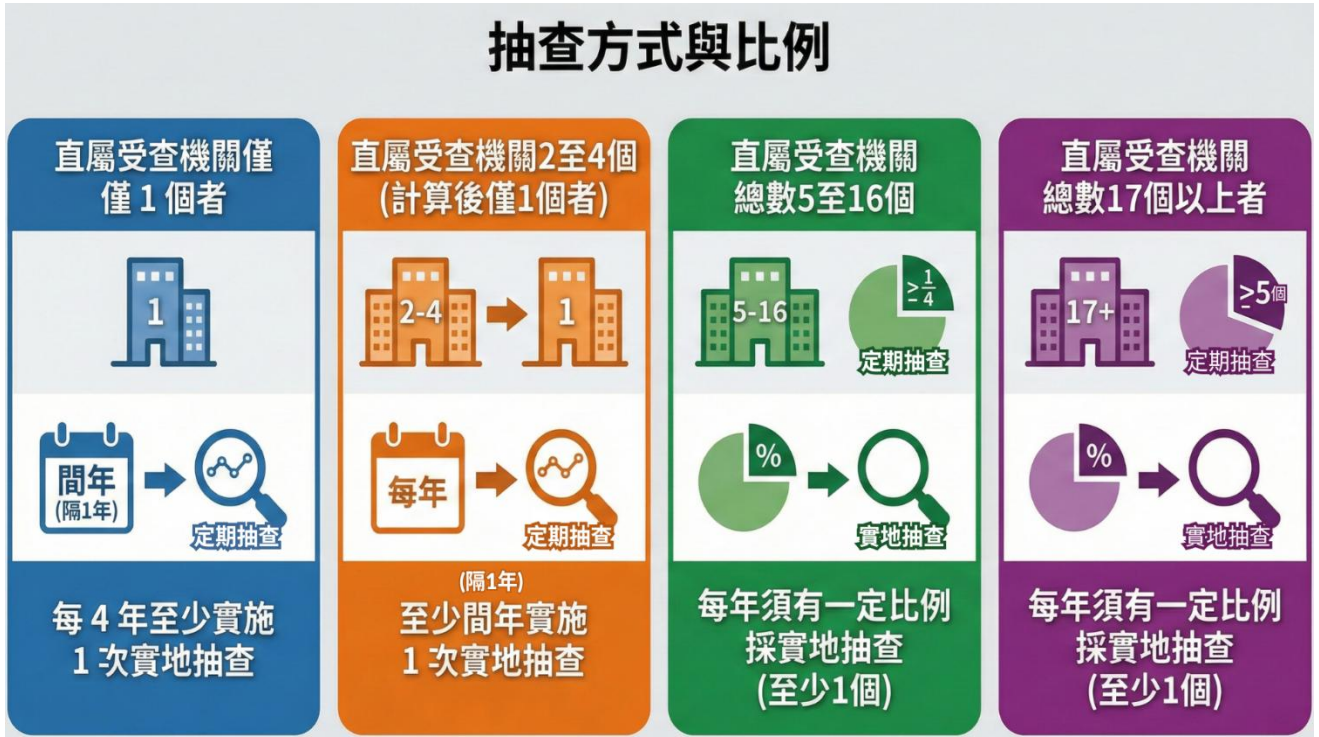 抽查方式與比例
直屬受查機關僅
僅 1 個者
1
間年
(隔1年)
定期抽查
每 4 年至少實施
1 次實地抽查
直屬受查機關2至4個
(計算後僅1個者)
2-4
1
每年
定期抽查
(隔1年)
至少間年實施
1 次實地抽查
直屬受查機關
總數5至16個
5-16
≥1/4
定期抽查
%
實地抽查
每年須有一定比例
採實地抽查
(至少1個)
直屬受查機關
總數17個以上者
17+
≥5個
定期抽查
%
實地抽查
每年須有一定比例
採實地抽查
(至少1個)